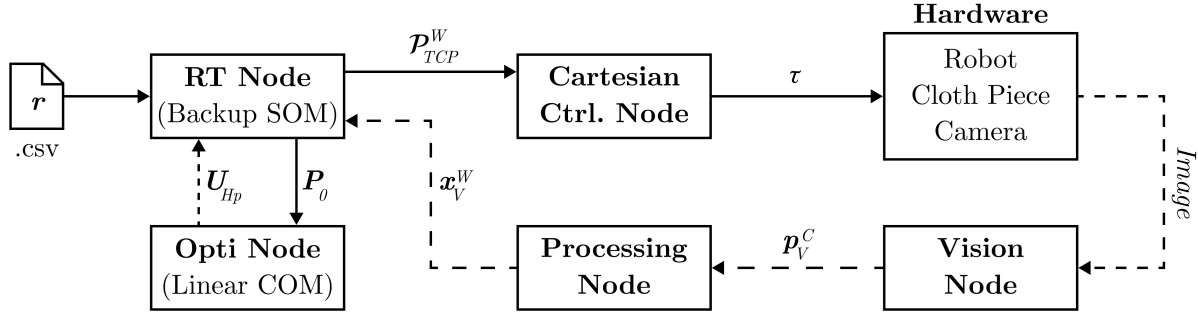 Hardware
r
.csv
RT Node
(Backup SOM)
𝒫^W_TCP
Cartesian
Ctrl. Node
τ
Robot
Cloth Piece
Camera
Image
U_Hp
P_0
x^W_V
Opti Node
(Linear COM)
Processing
Node
p^C_V
Vision
Node